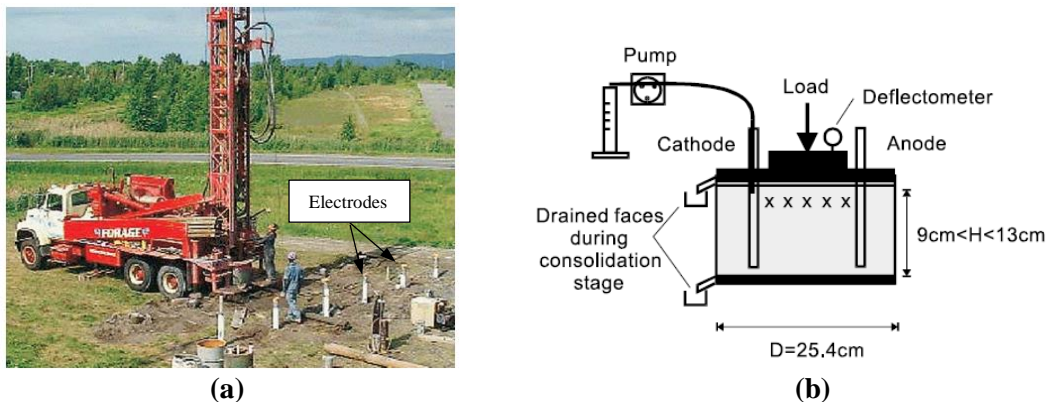 Electrodes
FORAGE
(a)
Pump
Load
Deflectometer
Cathode
Anode
x x x x x
Drained faces
during
consolidation
stage
9cm<H<13cm
D=25.4cm
(b)